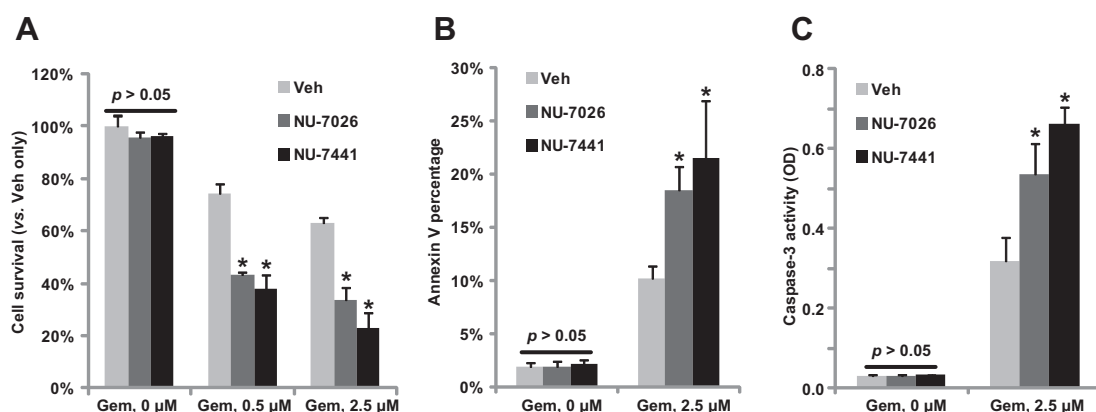 A
Cell survival (vs. Veh only)
120%
100%
80%
60%
40%
20%
0%
p > 0.05
Veh
NU-7026
NU-7441
* *
*
*
Gem, 0 μM
Gem, 0.5 μM
Gem, 2.5 μM
B
Annexin V percentage
30%
25%
20%
15%
10%
5%
0%
Veh
NU-7026
NU-7441
p > 0.05
*
*
Gem, 0 μM
Gem, 2.5 μM
C
Caspase-3 activity (OD)
0.8
0.6
0.4
0.2
0.0
Veh
NU-7026
NU-7441
p > 0.05
*
*
Gem, 0 μM
Gem, 2.5 μM